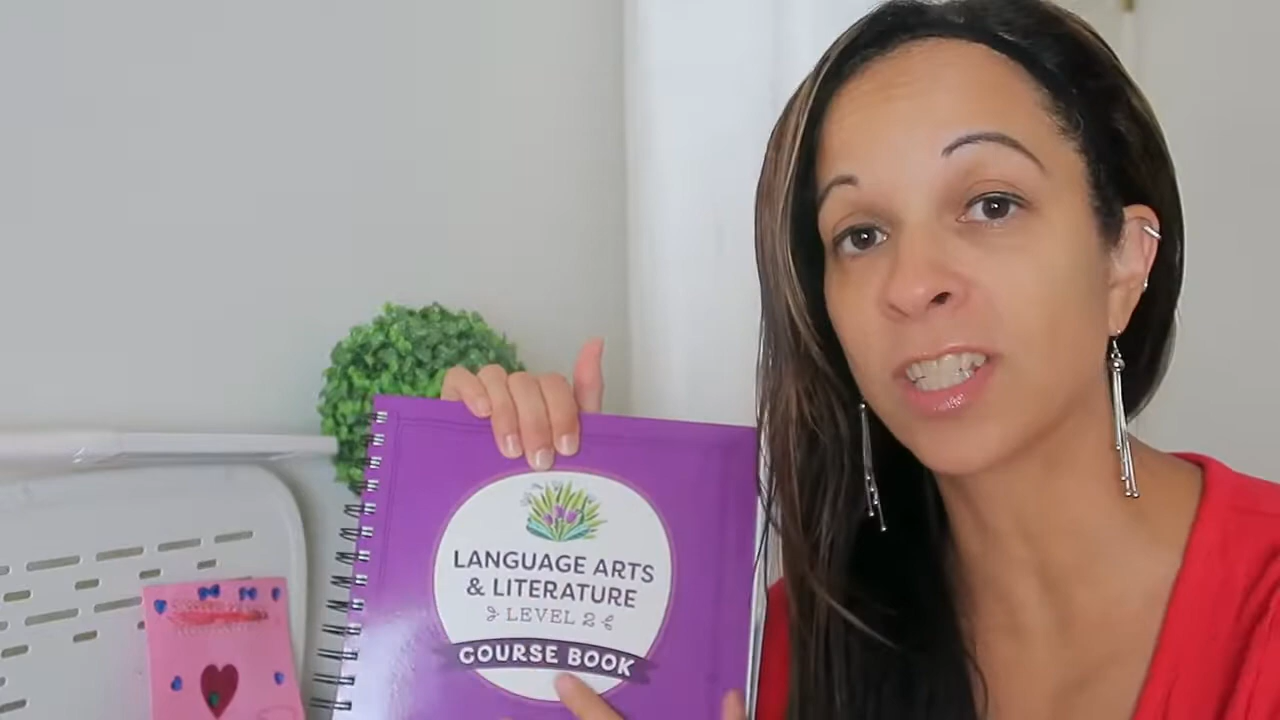 LANGUAGE ARTS
& LITERATURE
LEVEL 2
COURSE BOOK